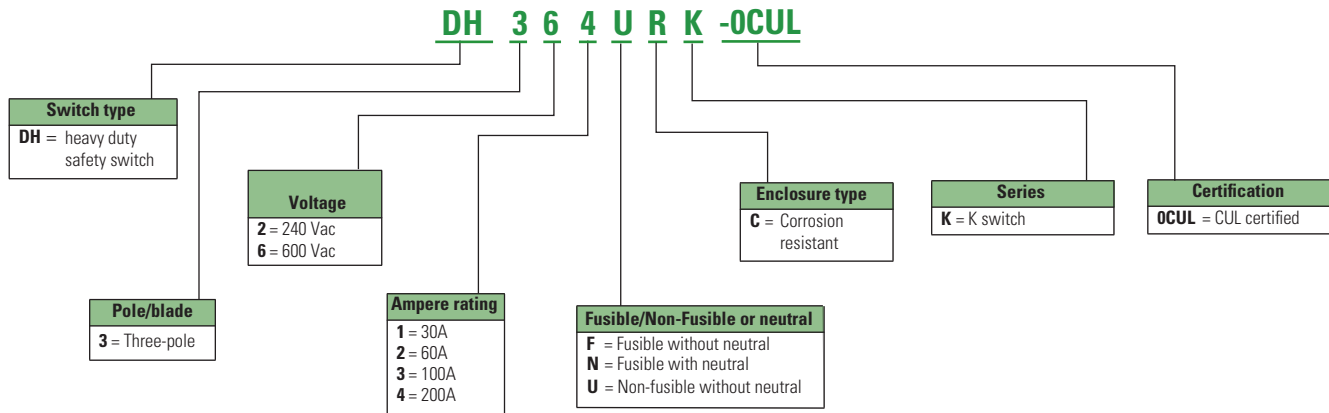 DH 3 6 4 U R K -0CUL
Switch type
DH = heavy duty
safety switch
Voltage
2 = 240 Vac
6 = 600 Vac
Enclosure type
C = Corrosion
resistant
Series
K = K switch
Certification
0CUL = CUL certified
Pole/blade
3 = Three-pole
Ampere rating
1 = 30A
2 = 60A
3 = 100A
4 = 200A
Fusible/Non-Fusible or neutral
F = Fusible without neutral
N = Fusible with neutral
U = Non-fusible without neutral